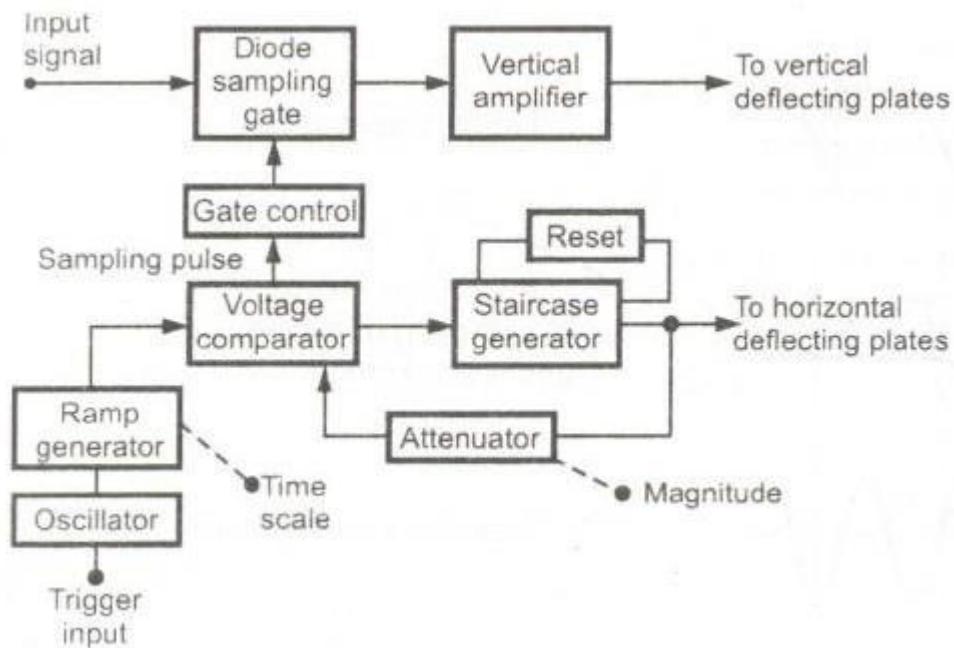 Input
signal
Diode
sampling
gate
Vertical
amplifier
To vertical
deflecting plates
Gate control
Reset
Sampling pulse
Voltage
comparator
Staircase
generator
To horizontal
deflecting plates
Ramp
generator
Attenuator
Time
scale
Magnitude
Oscillator
Trigger
input